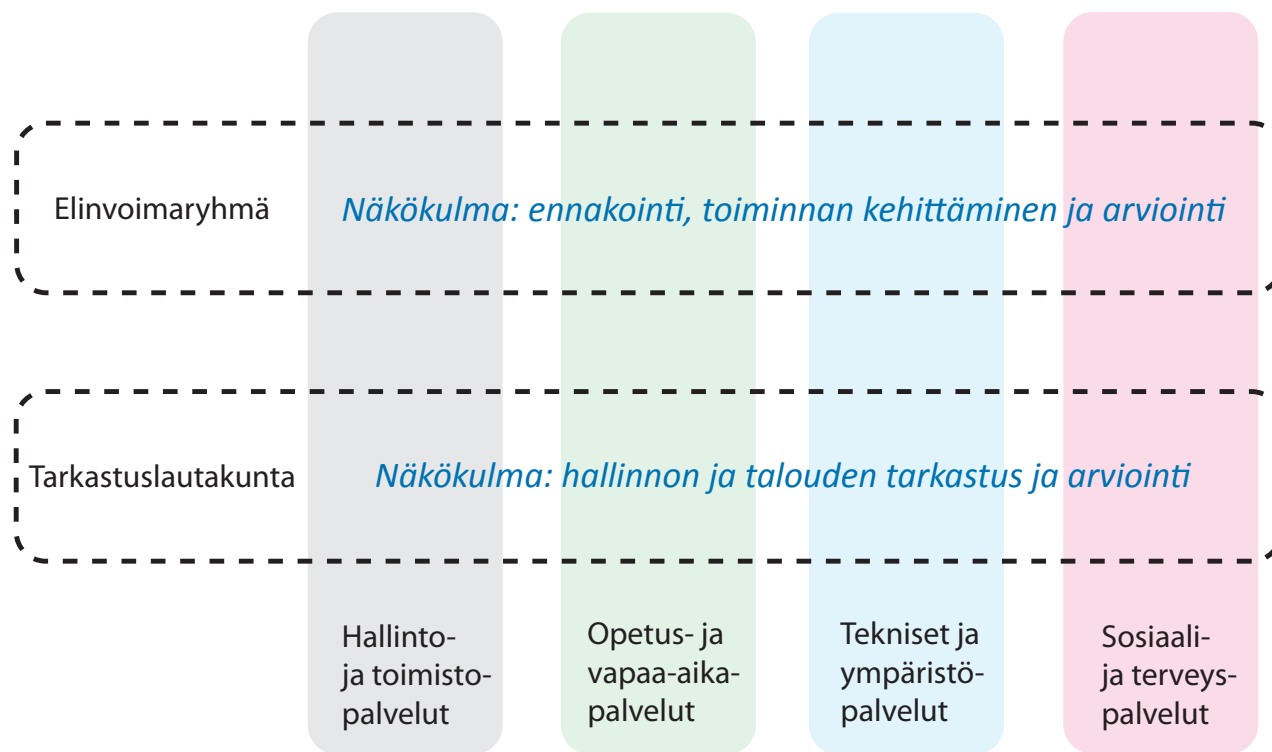 Elinvoimaryhmä
Näkökulma: ennakointi, toiminnan kehittäminen ja arviointi
Tarkastuslautakunta
Näkökulma: hallinnon ja talouden tarkastus ja arviointi
Hallinto-
ja toimisto-
palvelut
Opetus- ja
vapaa-aika-
palvelut
Tekniset ja
ympäristö-
palvelut
Sosiaali-
ja terveys-
palvelut